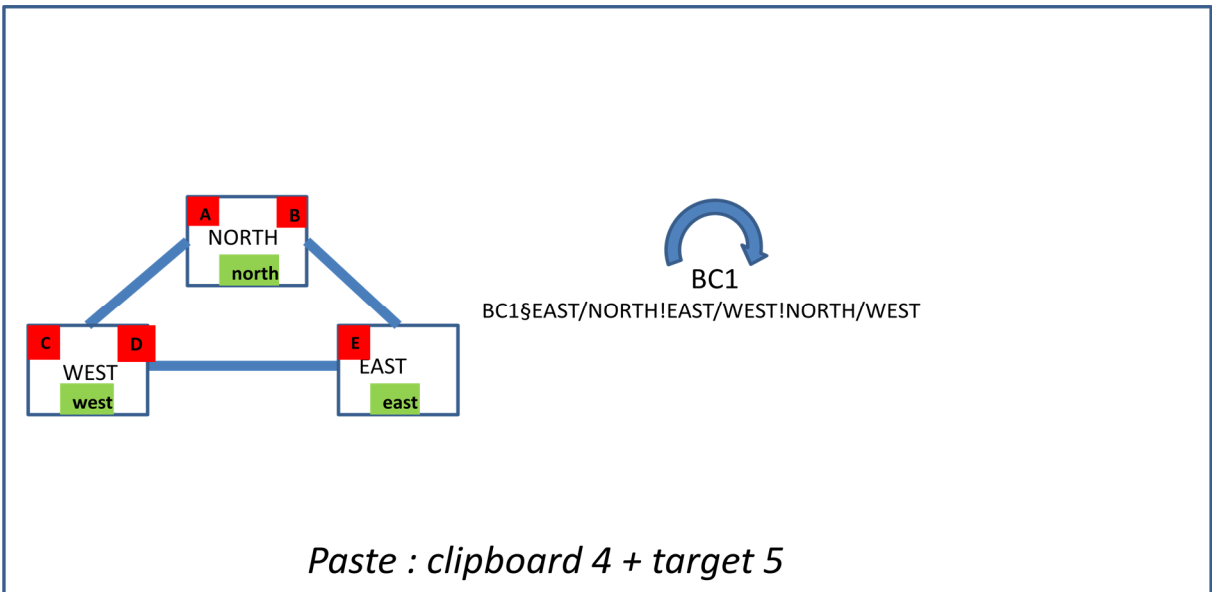 A B
NORTH
north
C D
WEST
west
E
EAST
east
BC1
BC1§EAST/NORTH!EAST/WEST!NORTH/WEST
Paste : clipboard 4 + target 5